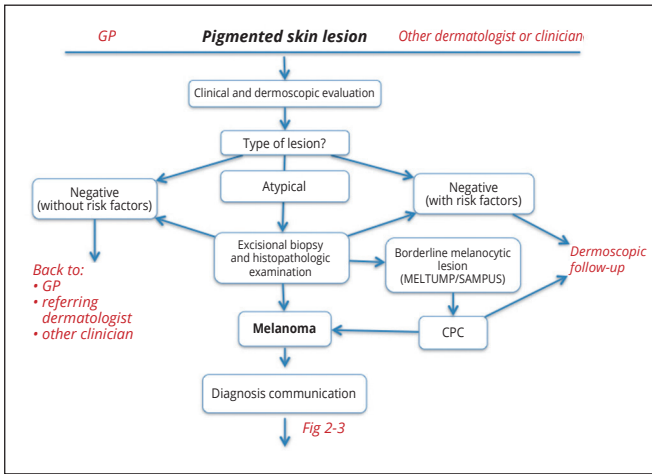 GP
Pigmented skin lesion
Other dermatologist or clinician
Clinical and dermoscopic evaluation
Type of lesion?
Negative
(without risk factors)
Atypical
Negative
(with risk factors)
Excisional biopsy
and histopathologic
examination
Borderline melanocytic
lesion
(MELTUMP/SAMPUS)
Dermoscopic
follow-up
Back to:
• GP
• referring
dermatologist
• other clinician
Melanoma
CPC
Diagnosis communication
Fig 2-3